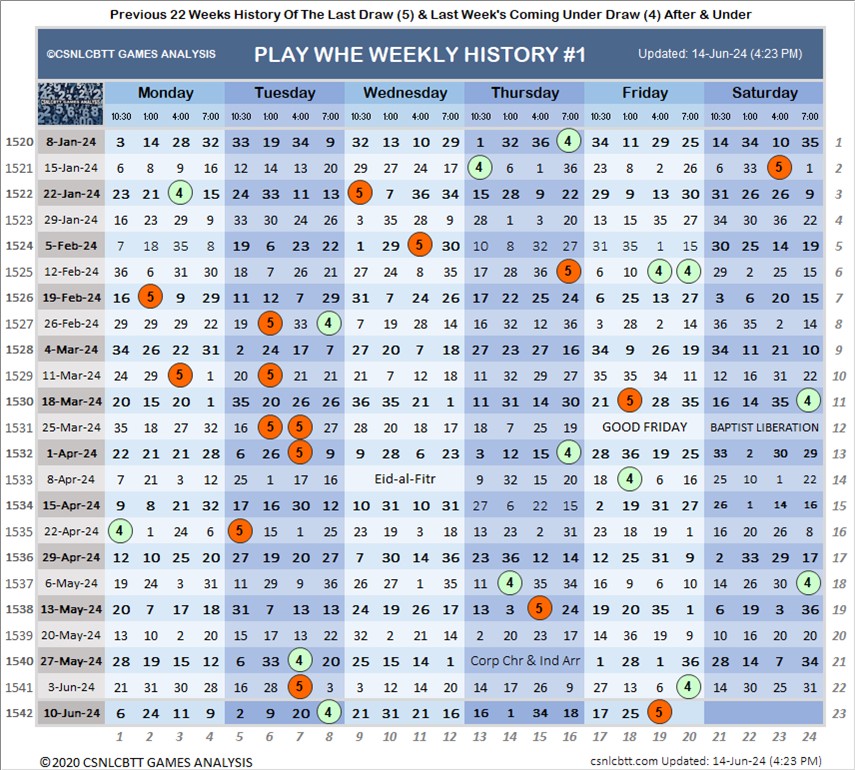 Previous 22 Weeks History Of The Last Draw (5) & Last Week's Coming Under Draw (4) After & Under
©CSNLCBTT GAMES ANALYSIS PLAY WHE WEEKLY HISTORY #1 Updated: 14-Jun-24 (4:23 PM)
CSNLCBTT GAMES ANALYSIS Monday Tuesday Wednesday Thursday Friday Saturday
10:30 1:00 4:00 7:00 10:30 1:00 4:00 7:00 10:30 1:00 4:00 7:00 10:30 1:00 4:00 7:00 10:30 1:00 4:00 7:00 10:30 1:00 4:00 7:00
1520 8-Jan-24 3 14 28 32 33 19 34 9 32 13 10 29 1 32 36 4 34 11 29 25 14 34 10 35 1
1521 15-Jan-24 6 8 9 16 12 14 13 20 29 27 24 17 4 6 1 36 23 8 2 26 6 33 5 1 2
1522 22-Jan-24 23 21 4 15 24 33 11 13 5 7 36 34 15 28 9 22 29 9 13 30 31 26 26 9 3
1523 29-Jan-24 16 23 29 9 33 30 24 26 3 35 28 9 28 1 3 20 13 15 35 27 34 30 36 22 4
1524 5-Feb-24 7 18 35 8 19 6 23 22 1 29 5 30 10 8 32 27 31 35 1 15 30 25 14 19 5
1525 12-Feb-24 36 6 31 30 18 7 26 21 27 24 8 35 17 28 36 5 6 10 4 4 29 2 25 15 6
1526 19-Feb-24 16 5 9 29 11 12 7 29 31 7 24 26 17 22 25 24 6 25 13 27 3 6 20 15 7
1527 26-Feb-24 29 29 29 22 19 5 33 4 7 19 28 14 16 32 12 36 3 28 2 14 36 35 2 14 8
1528 4-Mar-24 34 26 22 31 2 24 17 7 27 20 7 18 27 23 27 16 34 9 26 19 34 11 21 10 9
1529 11-Mar-24 24 29 5 1 20 5 21 21 21 7 12 18 11 32 29 27 35 35 34 11 12 16 31 22 10
1530 18-Mar-24 20 15 20 1 35 20 26 26 36 35 21 1 11 31 14 30 21 5 28 35 16 14 35 4 11
1531 25-Mar-24 35 18 27 32 16 5 5 27 28 20 18 17 18 7 25 19 GOOD FRIDAY BAPTIST LIBERATION 12
1532 1-Apr-24 22 21 21 28 6 26 5 9 9 28 6 23 3 12 15 4 28 36 19 25 33 2 30 29 13
1533 8-Apr-24 7 21 3 12 25 1 17 16 Eid-al-Fitr 9 32 15 20 18 4 6 16 25 10 1 22 14
1534 15-Apr-24 9 8 21 32 17 16 30 12 10 31 10 31 27 6 22 15 2 19 31 27 26 1 14 16 15
1535 22-Apr-24 4 1 24 6 5 15 1 25 23 19 3 18 13 23 2 31 23 18 19 1 16 20 26 8 16
1536 29-Apr-24 12 10 25 20 27 19 20 27 7 30 14 36 23 36 12 14 12 25 31 9 2 33 29 17 17
1537 6-May-24 19 24 3 31 11 29 9 36 26 27 1 35 11 4 35 34 16 9 6 10 14 26 30 4 18
1538 13-May-24 20 7 17 18 31 7 13 13 24 19 26 17 13 3 5 24 19 20 35 1 6 19 3 36 19
1539 20-May-24 13 10 2 20 15 17 13 22 32 2 21 14 2 20 23 17 14 36 19 9 10 16 20 20 20
1540 27-May-24 28 19 15 12 6 33 4 20 25 15 14 1 Corp Chr & Ind Arr 1 28 1 36 28 14 7 34 21
1541 3-Jun-24 21 31 30 28 16 28 5 3 3 12 14 20 14 17 26 9 27 13 6 4 14 30 25 31 22
1542 10-Jun-24 6 24 11 9 2 9 20 4 21 31 21 16 16 1 34 18 17 25 5 23
1 2 3 4 5 6 7 8 9 10 11 12 13 14 15 16 17 18 19 20 21 22 23 24
©2020 CSNLCBTT GAMES ANALYSIS csnlcbtt.com Updated: 14-Jun-24 (4:23 PM)